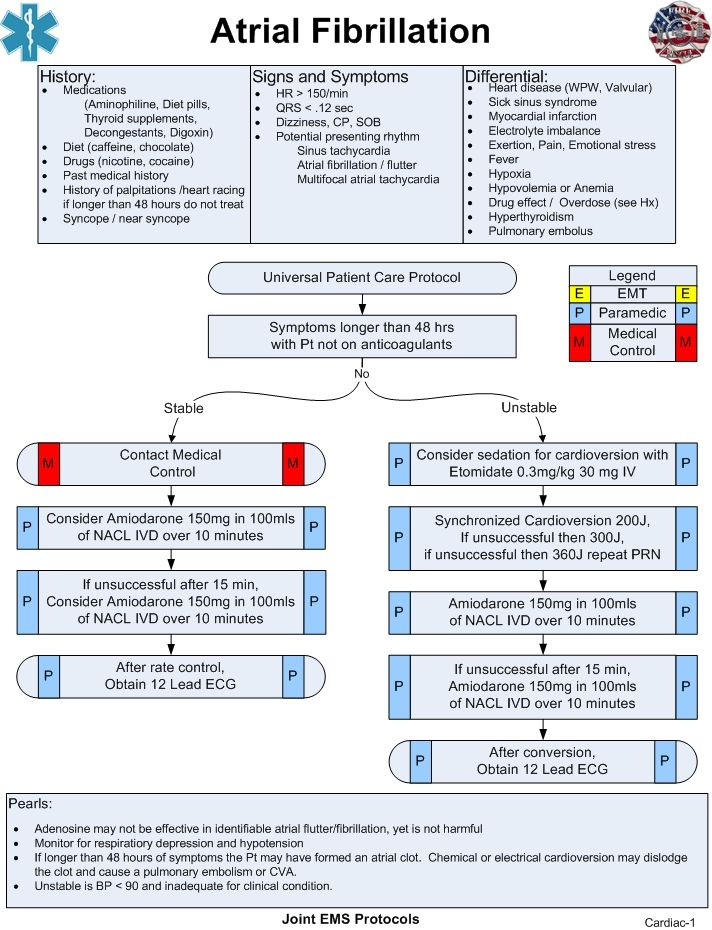 Atrial Fibrillation
FIRE
RESCUE
History:
• Medications
(Aminophiline, Diet pills,
Thyroid supplements,
Decongestants, Digoxin)
• Diet (caffeine, chocolate)
• Drugs (nicotine, cocaine)
• Past medical history
• History of palpitations /heart racing
if longer than 48 hours do not treat
• Syncope / near syncope
Signs and Symptoms
• HR > 150/min
• QRS < .12 sec
• Dizziness, CP, SOB
• Potential presenting rhythm
Sinus tachycardia
Atrial fibrillation / flutter
Multifocal atrial tachycardia
Differential:
• Heart disease (WPW, Valvular)
• Sick sinus syndrome
• Myocardial infarction
• Electrolyte imbalance
• Exertion, Pain, Emotional stress
• Fever
• Hypoxia
• Hypovolemia or Anemia
• Drug effect / Overdose (see Hx)
• Hyperthyroidism
• Pulmonary embolus
Universal Patient Care Protocol
Legend
E EMT E
P Paramedic P
M Medical M
Control
Symptoms longer than 48 hrs
with Pt not on anticoagulants
No
Stable
Unstable
M Contact Medical M
Control
P Consider Amiodarone 150mg in 100mls P
of NACL IVD over 10 minutes
If unsuccessful after 15 min,
P Consider Amiodarone 150mg in 100mls P
of NACL IVD over 10 minutes
P After rate control, P
Obtain 12 Lead ECG
P Consider sedation for cardioversion with P
Etomidate 0.3mg/kg 30 mg IV
Synchronized Cardioversion 200J,
P If unsuccessful then 300J, P
if unsuccessful then 360J repeat PRN
P Amiodarone 150mg in 100mls P
of NACL IVD over 10 minutes
If unsuccessful after 15 min,
P Amiodarone 150mg in 100mls P
of NACL IVD over 10 minutes
P After conversion, P
Obtain 12 Lead ECG
Pearls:
• Adenosine may not be effective in identifiable atrial flutter/fibrillation, yet is not harmful
• Monitor for respiratory depression and hypotension
• If longer than 48 hours of symptoms the Pt may have formed an atrial clot. Chemical or electrical cardioversion may dislodge
the clot and cause a pulmonary embolism or CVA.
• Unstable is BP < 90 and inadequate for clinical condition.
Joint EMS Protocols
Cardiac-1